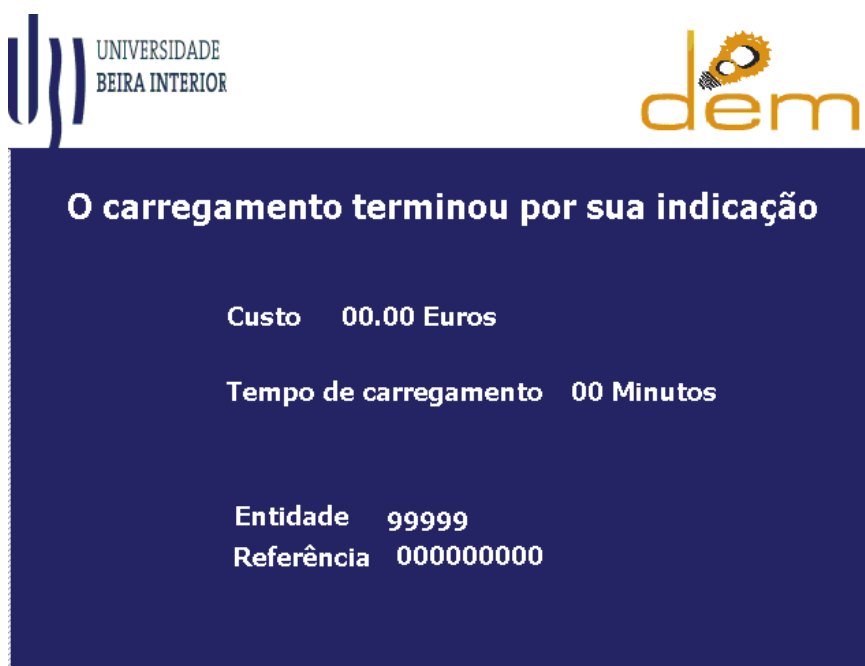 UNIVERSIDADE
BEIRA INTERIOR
dem
O carregamento terminou por sua indicação
Custo 00.00 Euros
Tempo de carregamento 00 Minutos
Entidade 99999
Referência 000000000